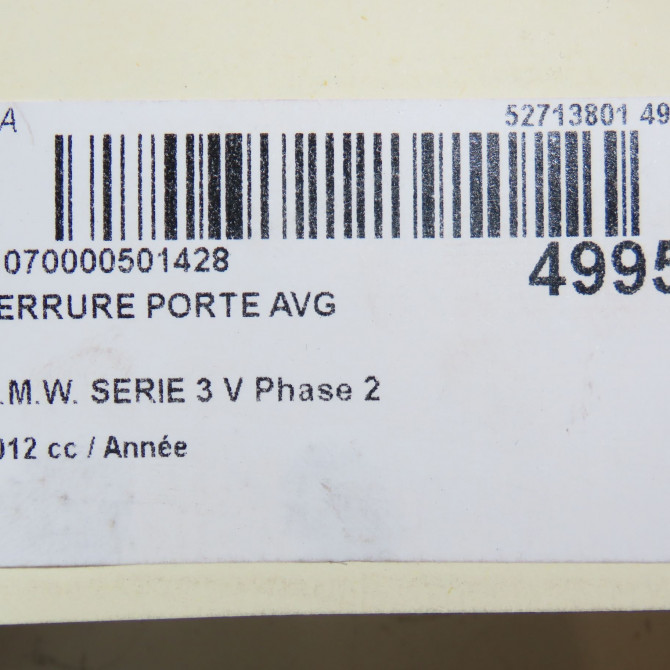 A 52713801 49
070000501428
4995
ERRURE PORTE AVG
.M.W. SERIE 3 V Phase 2
012 cc / Année